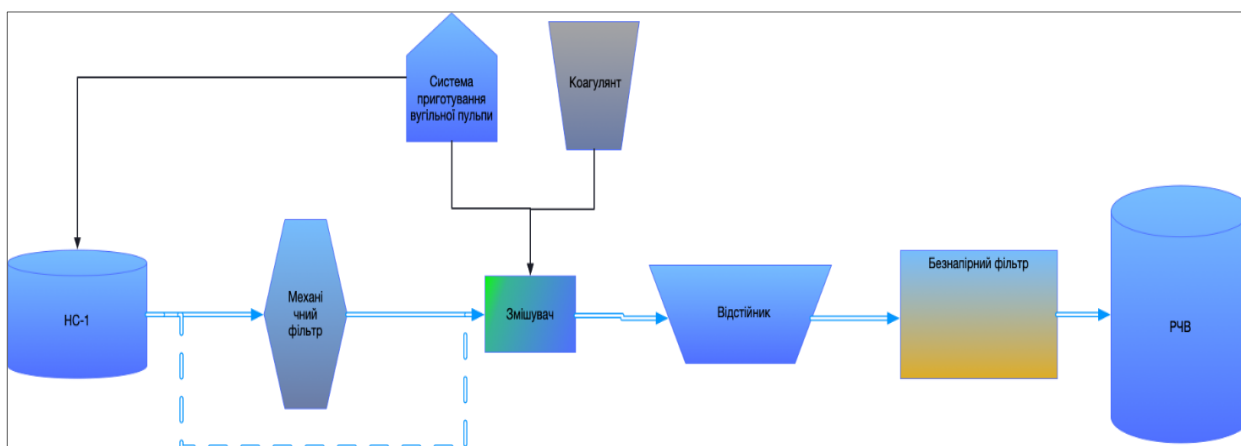 Система
приготування
вугільної пульпи
Коагулянт
НС-1
Механі
чний
фільтр
Змішувач
Відстійник
Безнапірний фільтр
РЧВ